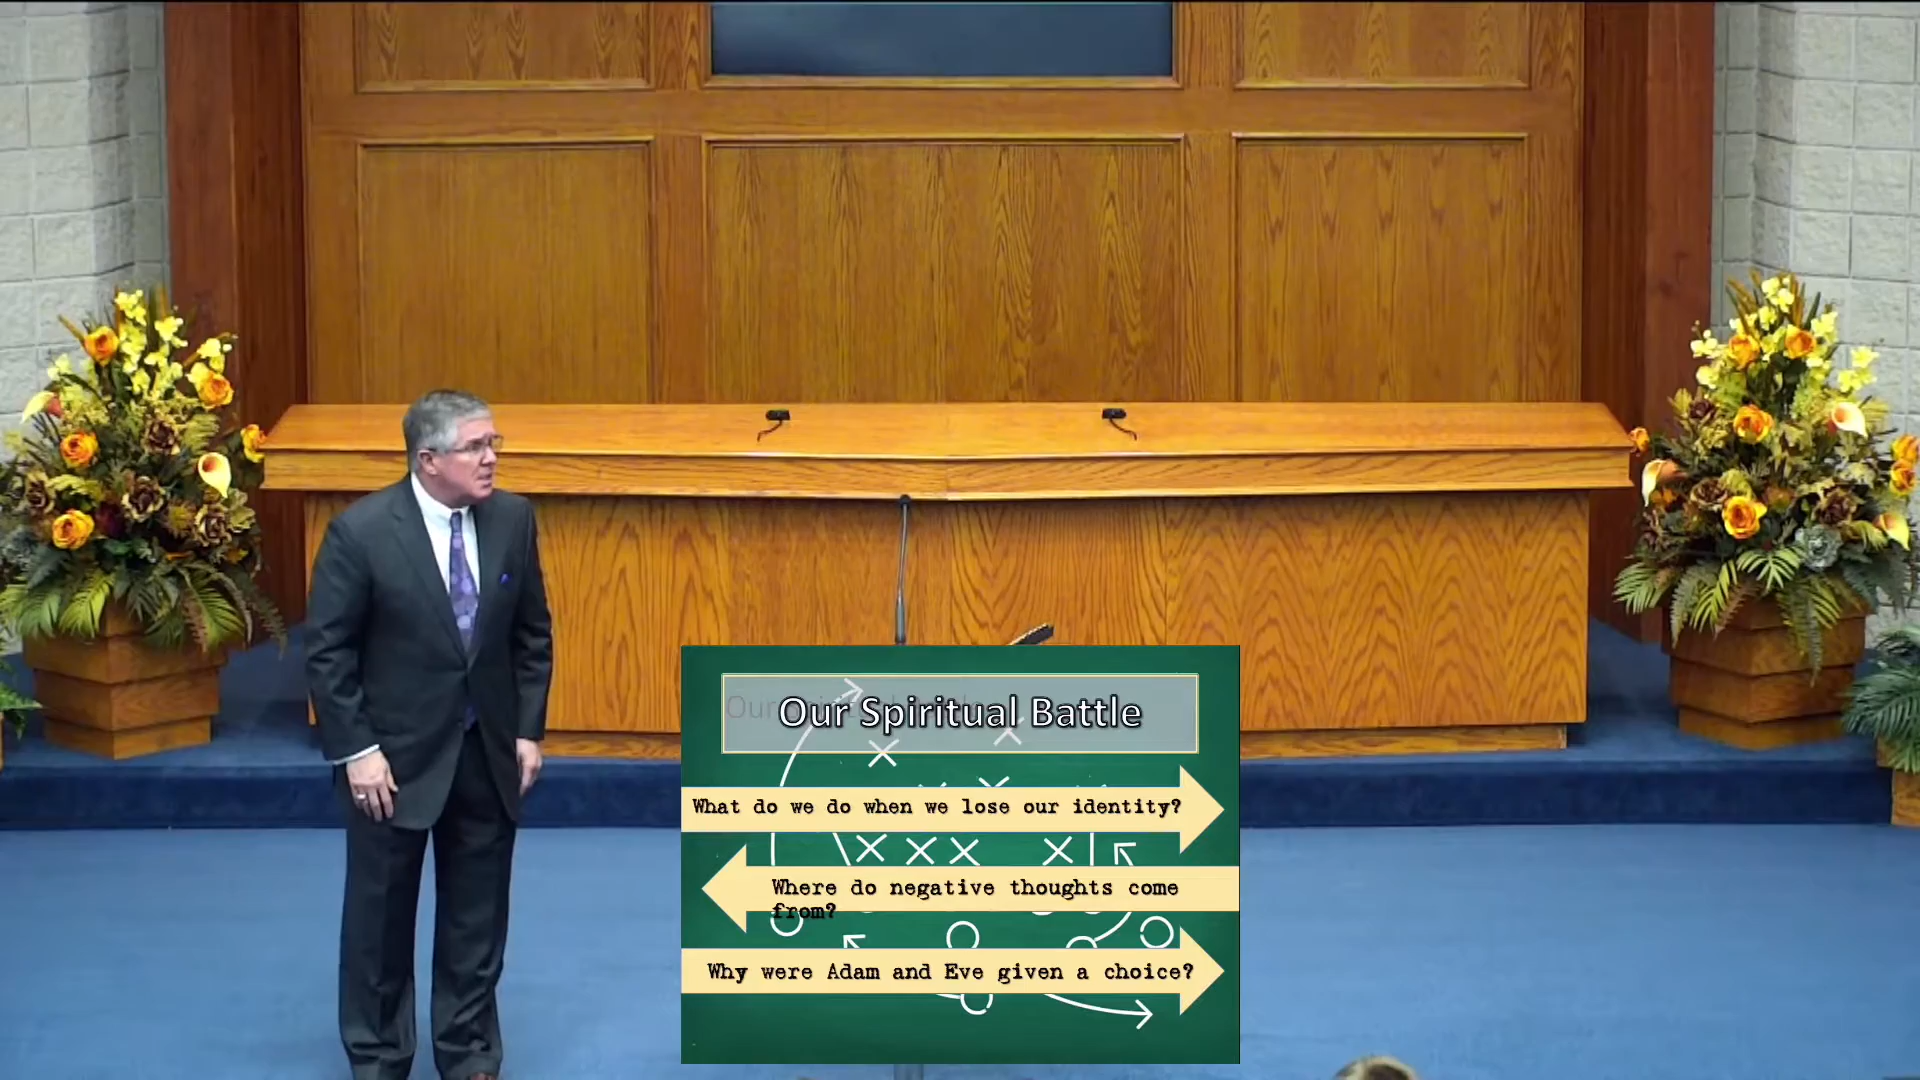 Our Spiritual Battle
What do we do when we lose our identity?
Where do negative thoughts come
from?
Why were Adam and Eve given a choice?